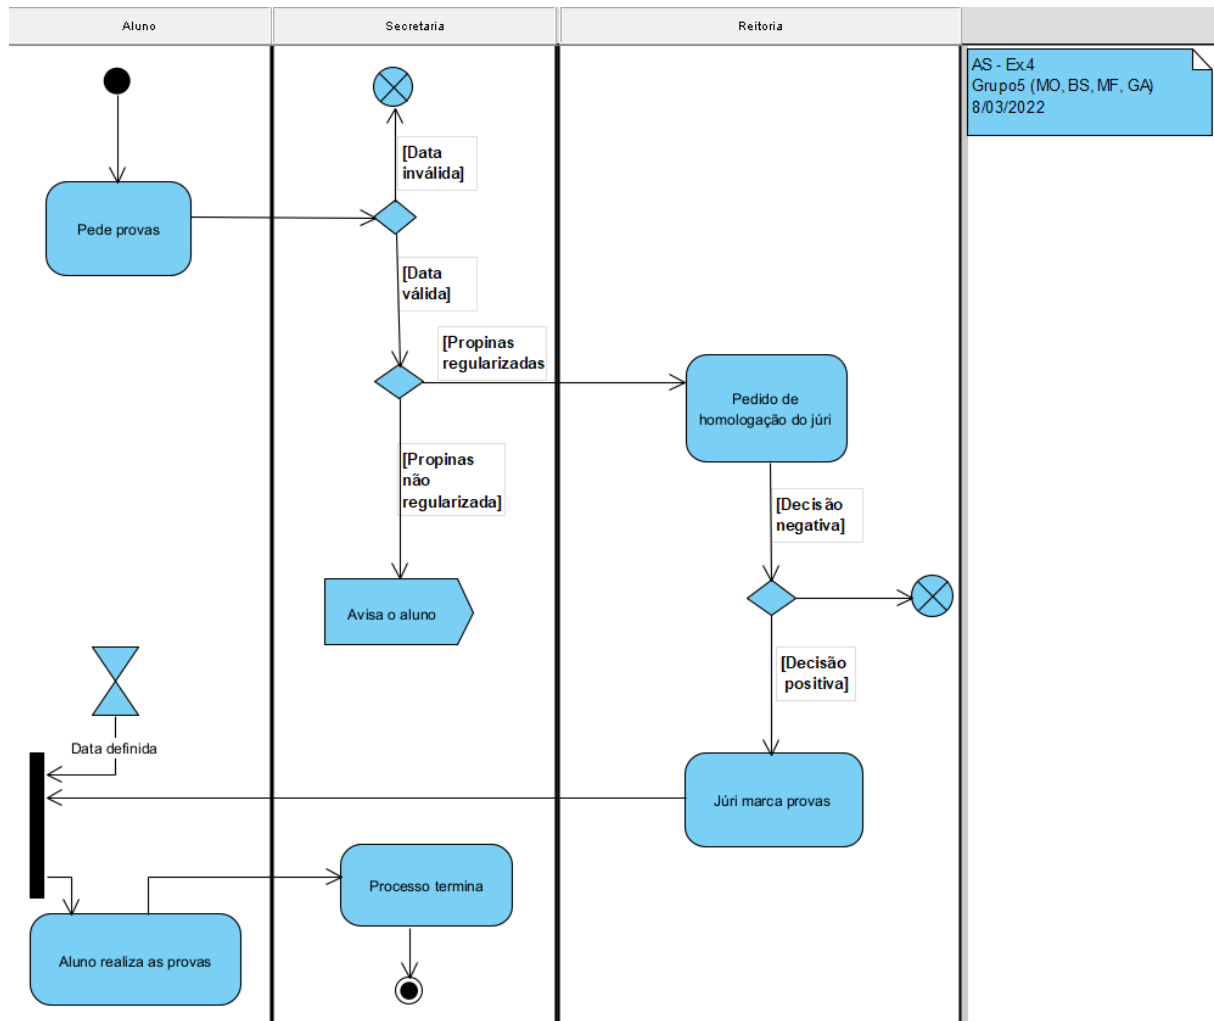 Aluno
Secretaria
Reitoria
AS - Ex.4
Grupo5 (MO, BS, MF, GA)
8/03/2022
[Data
inválida]
Pede provas
[Data
válida]
[Propinas
regularizadas
Pedido de
homologação do júri
[Propinas
não
regularizada]
[Decisão
negativa]
Avisa o aluno
[Decisão
positiva]
Data definida
Júri marca provas
Processo termina
Aluno realiza as provas